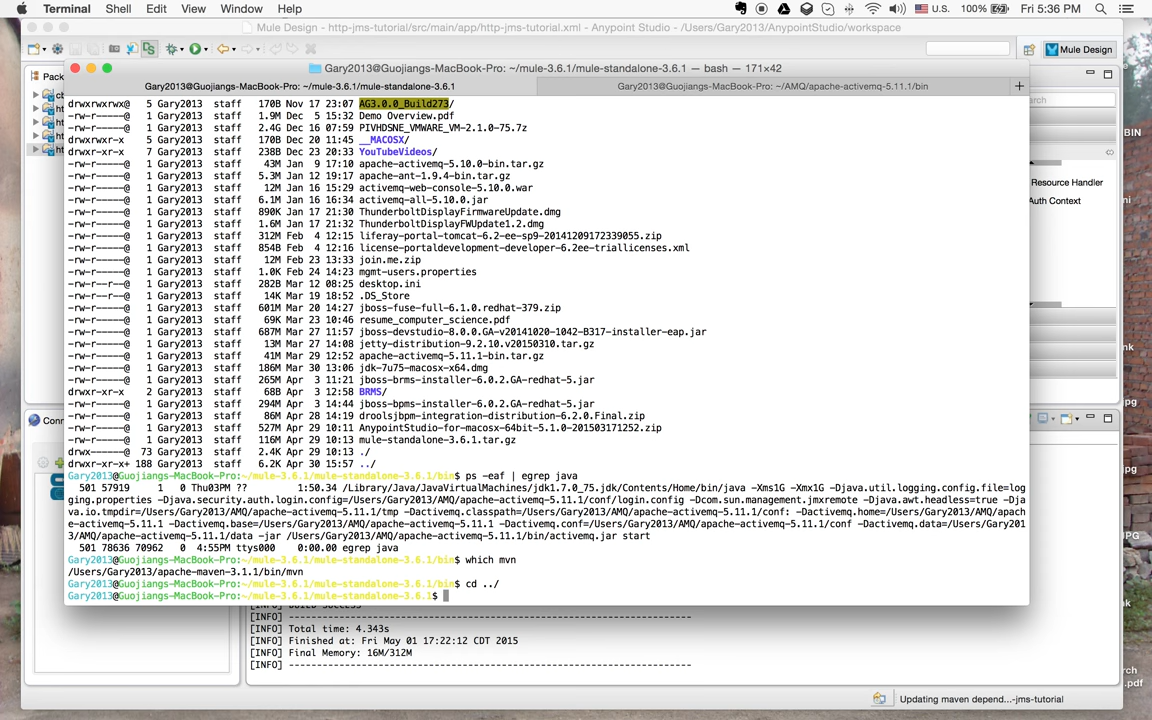 Terminal Shell Edit View Window Help U.S. 100% Fri 5:36 PM
Mule Design - http-jms-tutorial/src/main/app/http-jms-tutorial.xml - Anypoint Studio - /Users/Gary2013/AnypointStudio/workspace
Mule Design
Gary2013@Guojiangs-MacBook-Pro: ~/mule-3.6.1/mule-standalone-3.6.1 — bash — 171×42
Gary2013@Guojiangs-MacBook-Pro: ~/mule-3.6.1/mule-standalone-3.6.1
Gary2013@Guojiangs-MacBook-Pro: ~/AMQ/apache-activemq-5.11.1/bin
drwxrwxrwx@ 5 Gary2013 staff 170B Nov 17 23:07 AG3.0.0_Build273/
-rw-r-----@ 1 Gary2013 staff 1.9M Dec 5 15:32 Demo Overview.pdf
-rw-r-----@ 1 Gary2013 staff 2.4G Dec 16 07:59 PIVHDSNE_VMWARE_VM-2.1.0-75.7z
drwxrwxr-x 5 Gary2013 staff 170B Dec 20 11:45 __MACOSX/
drwxr-xr-x 7 Gary2013 staff 238B Dec 23 20:33 YouTubeVideos/
-rw-r-----@ 1 Gary2013 staff 43M Jan 9 17:10 apache-activemq-5.10.0-bin.tar.gz
-rw-r-----@ 1 Gary2013 staff 5.3M Jan 12 19:17 apache-ant-1.9.4-bin.tar.gz
-rw-r-----@ 1 Gary2013 staff 12M Jan 16 15:29 activemq-web-console-5.10.0.war
-rw-r-----@ 1 Gary2013 staff 6.1M Jan 16 16:34 activemq-all-5.10.0.jar
-rw-r-----@ 1 Gary2013 staff 890K Jan 17 21:30 ThunderboltDisplayFirmwareUpdate.dmg
-rw-r-----@ 1 Gary2013 staff 1.6M Jan 17 21:32 ThunderboltDisplayFWUpdate1.2.dmg
-rw-r-----@ 1 Gary2013 staff 312M Feb 4 12:15 liferay-portal-tomcat-6.2-ee-sp9-20141209172339055.zip
-rw-r-----@ 1 Gary2013 staff 854B Feb 4 12:16 license-portaldevelopment-developer-6.2ee-triallicenses.xml
-rw-r-----@ 1 Gary2013 staff 12M Feb 23 13:33 join.me.zip
-rw-r-----@ 1 Gary2013 staff 1.0K Feb 24 14:23 mgmt-users.properties
-rw-r--r--@ 1 Gary2013 staff 282B Mar 12 08:25 desktop.ini
-rw-r--r--@ 1 Gary2013 staff 14K Mar 19 18:52 .DS_Store
-rw-r-----@ 1 Gary2013 staff 601M Mar 20 14:27 jboss-fuse-full-6.1.0.redhat-379.zip
-rw-r-----@ 1 Gary2013 staff 69K Mar 23 10:46 resume_computer_science.pdf
-rw-r-----@ 1 Gary2013 staff 687M Mar 27 11:57 jboss-devstudio-8.0.0.GA-v20141020-1042-B317-installer-eap.jar
-rw-r-----@ 1 Gary2013 staff 13M Mar 27 14:08 jetty-distribution-9.2.10.v20150310.tar.gz
-rw-r-----@ 1 Gary2013 staff 41M Mar 29 12:52 apache-activemq-5.11.1-bin.tar.gz
-rw-r-----@ 1 Gary2013 staff 186M Mar 30 13:06 jdk-7u75-macosx-x64.dmg
-rw-r-----@ 1 Gary2013 staff 265M Apr 3 11:21 jboss-brms-installer-6.0.2.GA-redhat-5.jar
drwxr-xr-x 2 Gary2013 staff 68B Apr 3 12:58 BRMS/
-rw-r-----@ 1 Gary2013 staff 294M Apr 3 14:44 jboss-bpms-installer-6.0.2.GA-redhat-5.jar
-rw-r-----@ 1 Gary2013 staff 86M Apr 28 14:19 droolsjbpm-integration-distribution-6.2.0.Final.zip
-rw-r-----@ 1 Gary2013 staff 527M Apr 29 10:11 AnypointStudio-for-macosx-64bit-5.1.0-201503171252.zip
-rw-r-----@ 1 Gary2013 staff 116M Apr 29 10:13 mule-standalone-3.6.1.tar.gz
drwx-----@ 73 Gary2013 staff 2.4K Apr 29 10:13 ./
drwxr-xr-x+ 188 Gary2013 staff 6.2K Apr 30 15:57 ../
Gary2013@Guojiangs-MacBook-Pro:~/mule-3.6.1/mule-standalone-3.6.1/bin$ ps -eaf | egrep java
501 57919 1 0 Thu03PM ?? 1:50.34 /Library/Java/JavaVirtualMachines/jdk1.7.0_75.jdk/Contents/Home/bin/java -Xms1G -Xmx1G -Djava.util.logging.config.file=log
ging.properties -Djava.security.auth.login.config=/Users/Gary2013/AMQ/apache-activemq-5.11.1/conf/login.config -Dcom.sun.management.jmxremote -Djava.awt.headless=true -Dja
va.io.tmpdir=/Users/Gary2013/AMQ/apache-activemq-5.11.1/tmp -Dactivemq.classpath=/Users/Gary2013/AMQ/apache-activemq-5.11.1/conf: -Dactivemq.home=/Users/Gary2013/AMQ/apach
e-activemq-5.11.1 -Dactivemq.base=/Users/Gary2013/AMQ/apache-activemq-5.11.1 -Dactivemq.conf=/Users/Gary2013/AMQ/apache-activemq-5.11.1/conf -Dactivemq.data=/Users/Gary201
3/AMQ/apache-activemq-5.11.1/data -jar /Users/Gary2013/AMQ/apache-activemq-5.11.1/bin/activemq.jar start
501 78636 70962 0 4:55PM ttys000 0:00.00 egrep java
Gary2013@Guojiangs-MacBook-Pro:~/mule-3.6.1/mule-standalone-3.6.1/bin$ which mvn
/Users/Gary2013/apache-maven-3.1.1/bin/mvn
Gary2013@Guojiangs-MacBook-Pro:~/mule-3.6.1/mule-standalone-3.6.1/bin$ cd ../
Gary2013@Guojiangs-MacBook-Pro:~/mule-3.6.1/mule-standalone-3.6.1$
Pack
Resource Handler
Auth Context
Conn
[INFO] BUILD SUCCESS
[INFO] ------------------------------------------------------------------------
[INFO] Total time: 4.343s
[INFO] Finished at: Fri May 01 17:22:12 CDT 2015
[INFO] Final Memory: 16M/312M
[INFO] ------------------------------------------------------------------------
Updating maven depend...-jms-tutorial